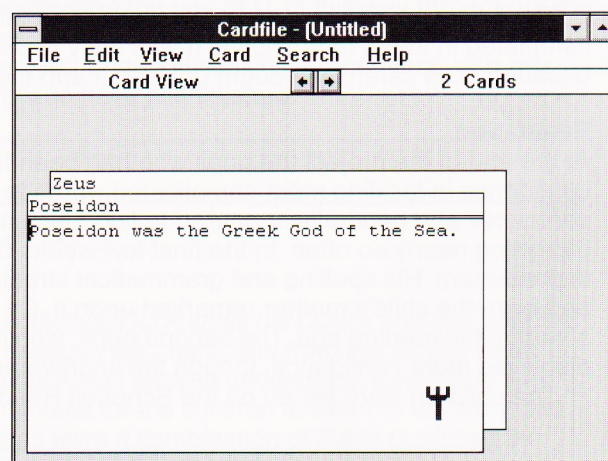 Cardfile - (Untitled)
File Edit View Card Search Help
Card View 2 Cards
Zeus
Poseidon
Poseidon was the Greek God of the Sea.